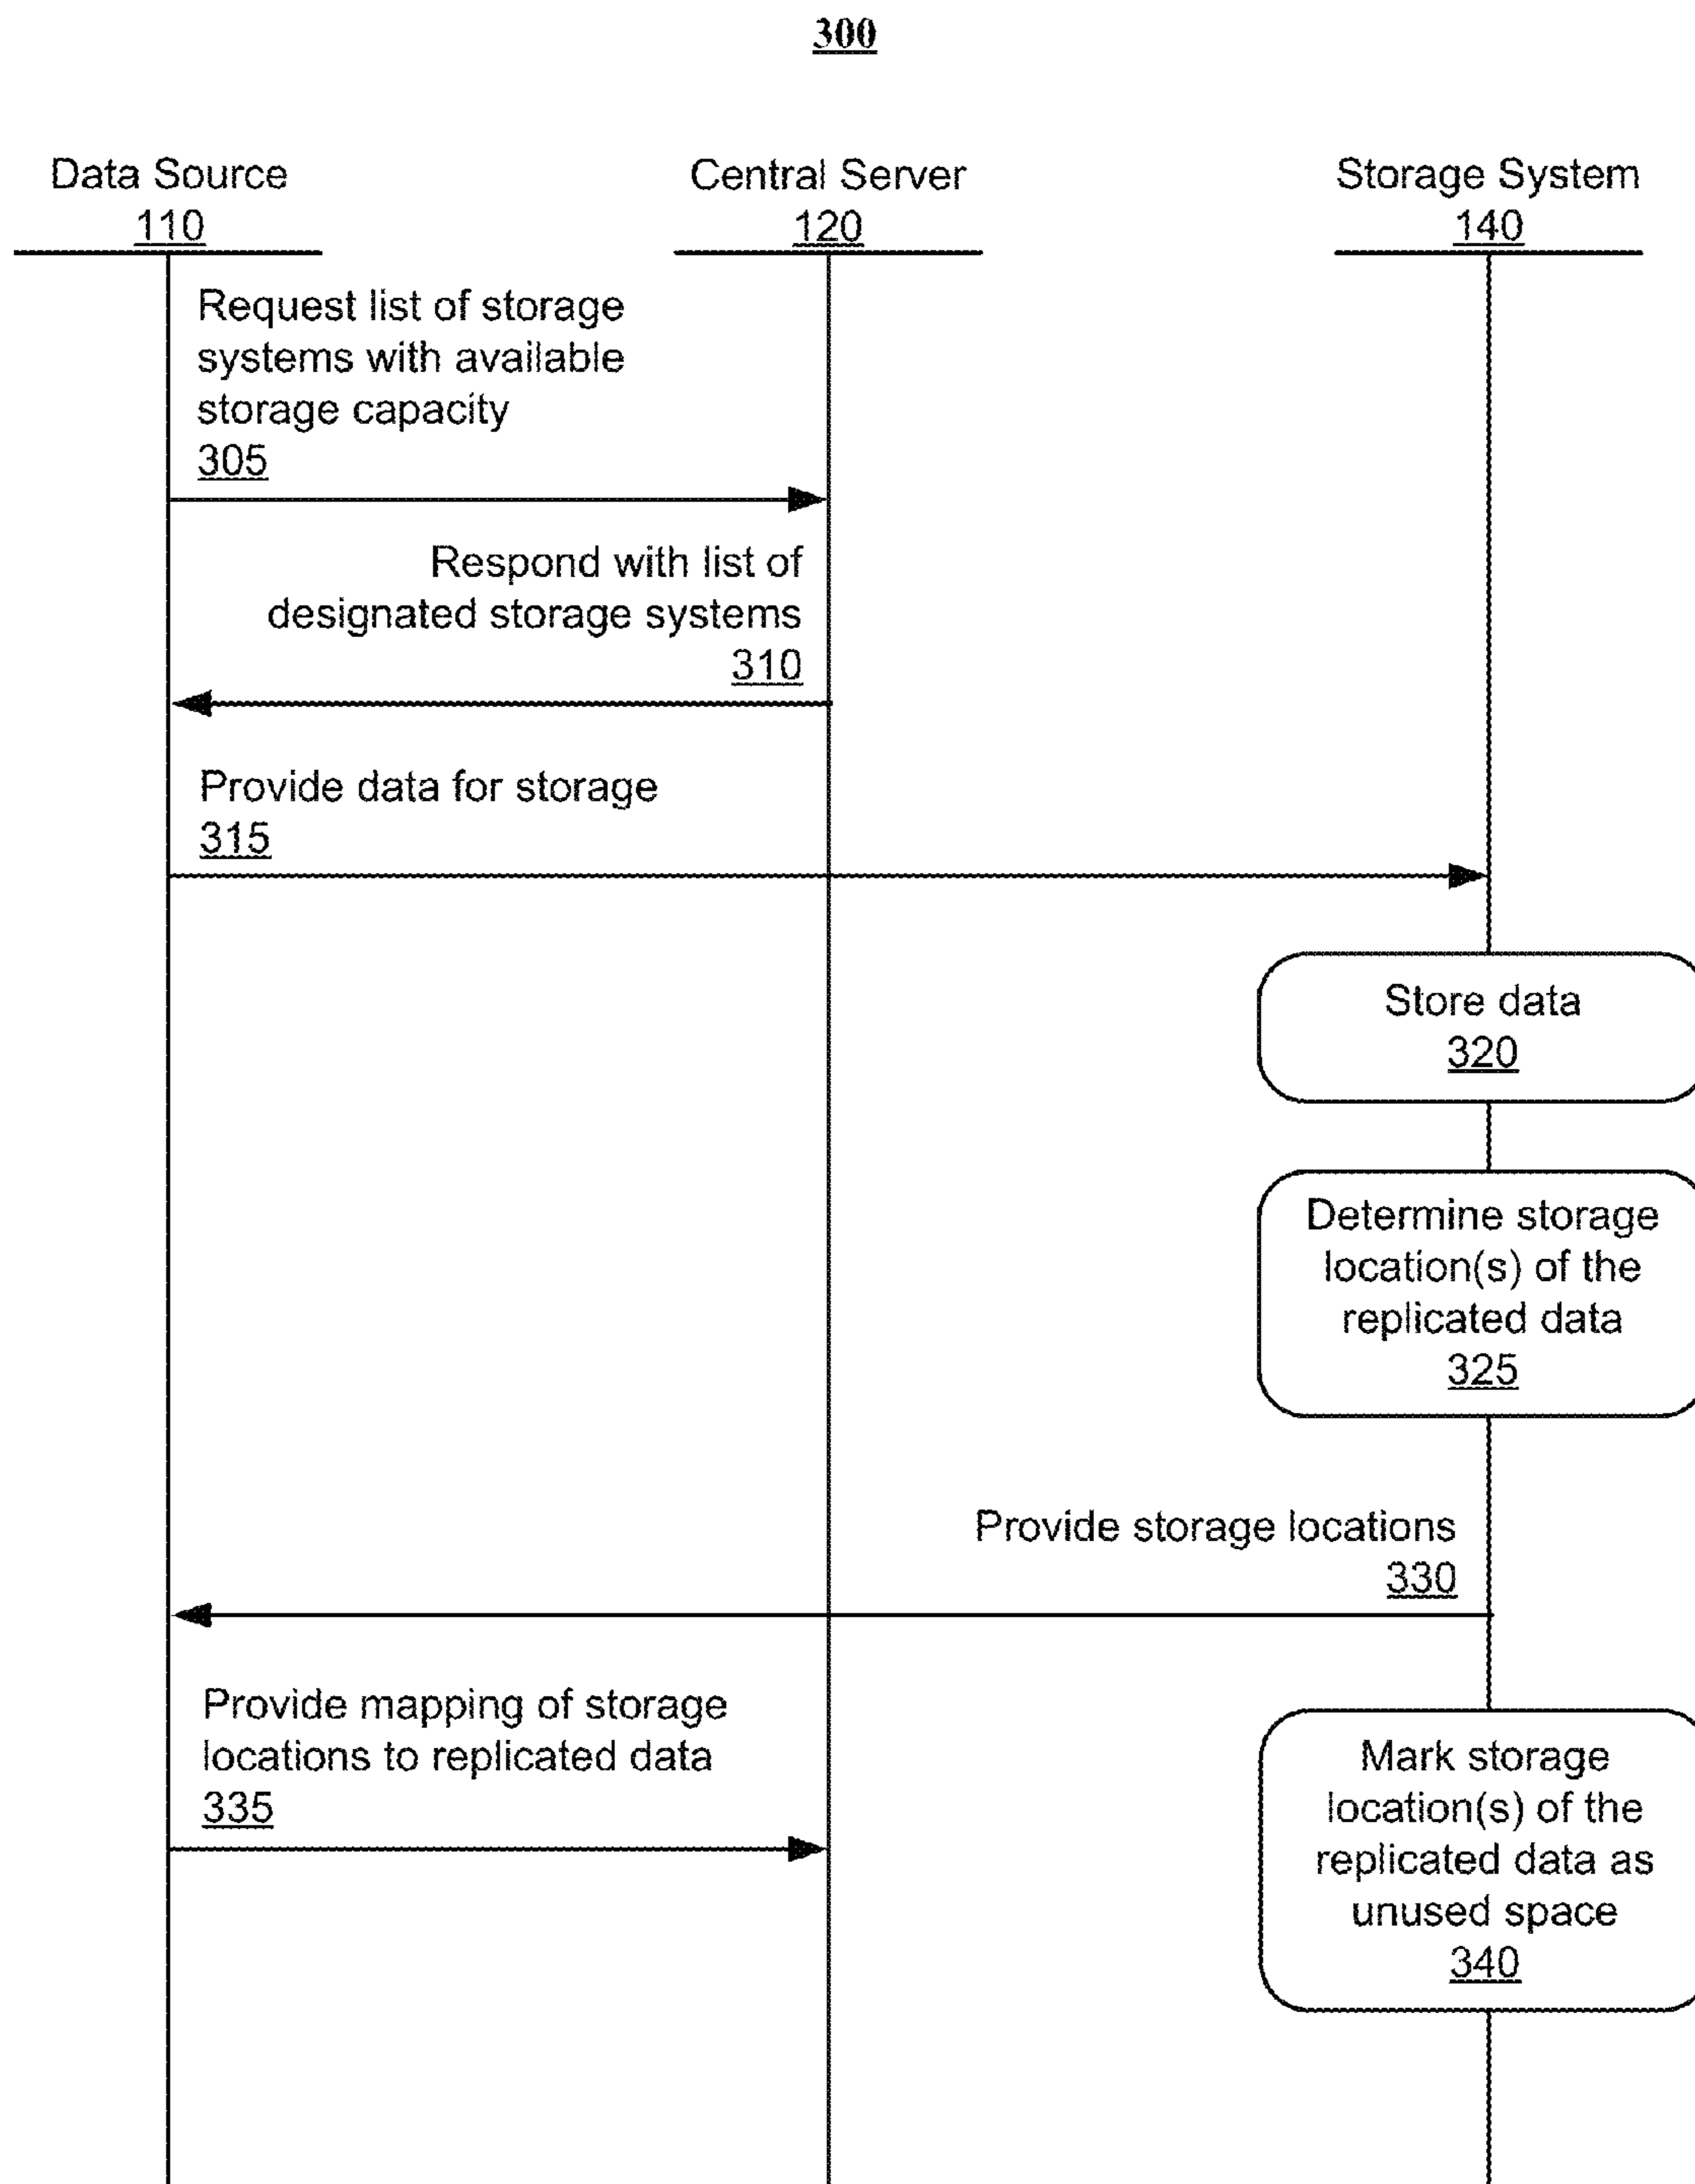 300
Data Source
110
Central Server
120
Storage System
140
Request list of storage
systems with available
storage capacity
305
Respond with list of
designated storage systems
310
Provide data for storage
315
Store data
320
Determine storage
location(s) of the
replicated data
325
Provide storage locations
330
Provide mapping of storage
locations to replicated data
335
Mark storage
location(s) of the
replicated data as
unused space
340